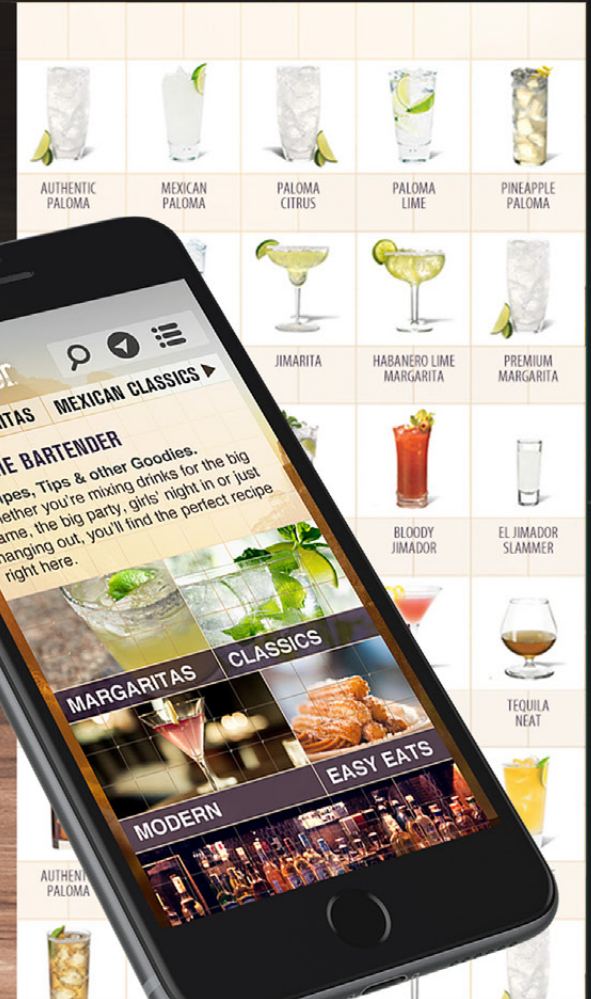 AUTHENTIC
PALOMA
MEXICAN
PALOMA
PALOMA
CITRUS
PALOMA
LIME
PINEAPPLE
PALOMA
JIMARITA
HABANERO LIME
MARGARITA
PREMIUM
MARGARITA
BLOODY
JIMADOR
EL JIMADOR
SLAMMER
TEQUILA
NEAT
AUTHEN
PALOMA
ITAS
MEXICAN CLASSICS
HE BARTENDER
ipes, Tips & other Goodies.
ether you're mixing drinks for the big
ame, the big party, girls' night in or just
hanging out, you'll find the perfect recipe
right here.
MARGARITAS
CLASSICS
MODERN
EASY EATS